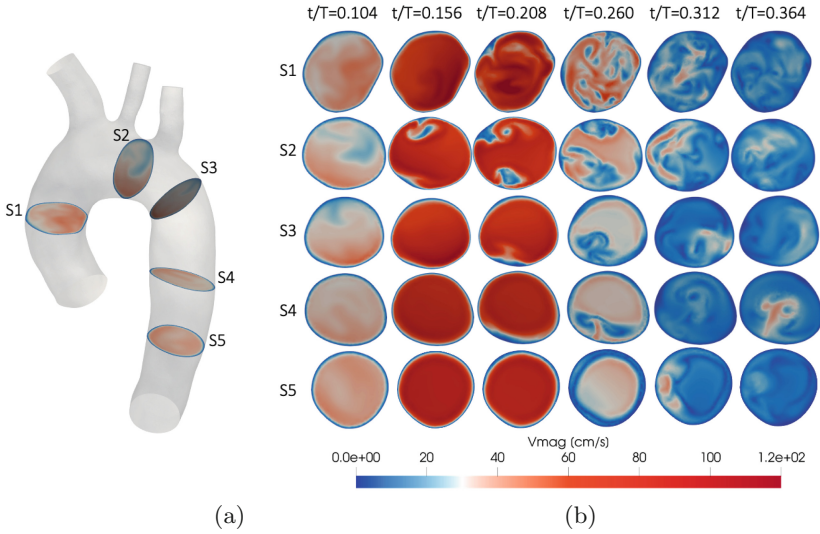 t/T=0.104 t/T=0.156 t/T=0.208 t/T=0.260 t/T=0.312 t/T=0.364
S1
S2
S3
S4
S5
S1
S2
S3
S4
S5
Vmag (cm/s)
0.0e+00 20 40 60 80 100 1.2e+02
(a) (b)